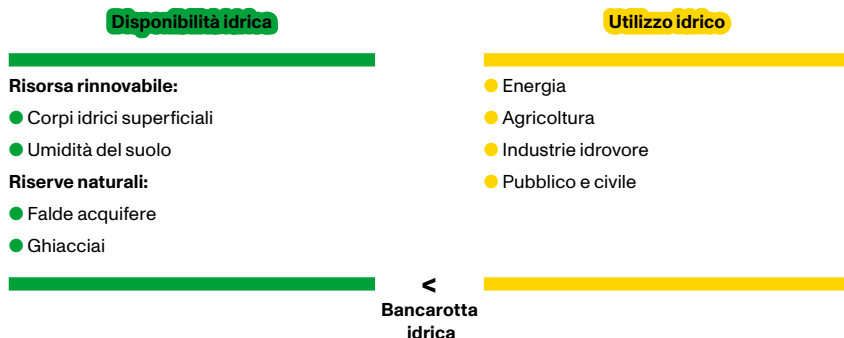 Disponibilità idrica
Risorsa rinnovabile:
Corpi idrici superficiali
Umidità del suolo
Riserve naturali:
Falde acquifere
Ghiacciai
Utilizzo idrico
Energia
Agricoltura
Industrie idrovore
Pubblico e civile
<
Bancarotta
idrica